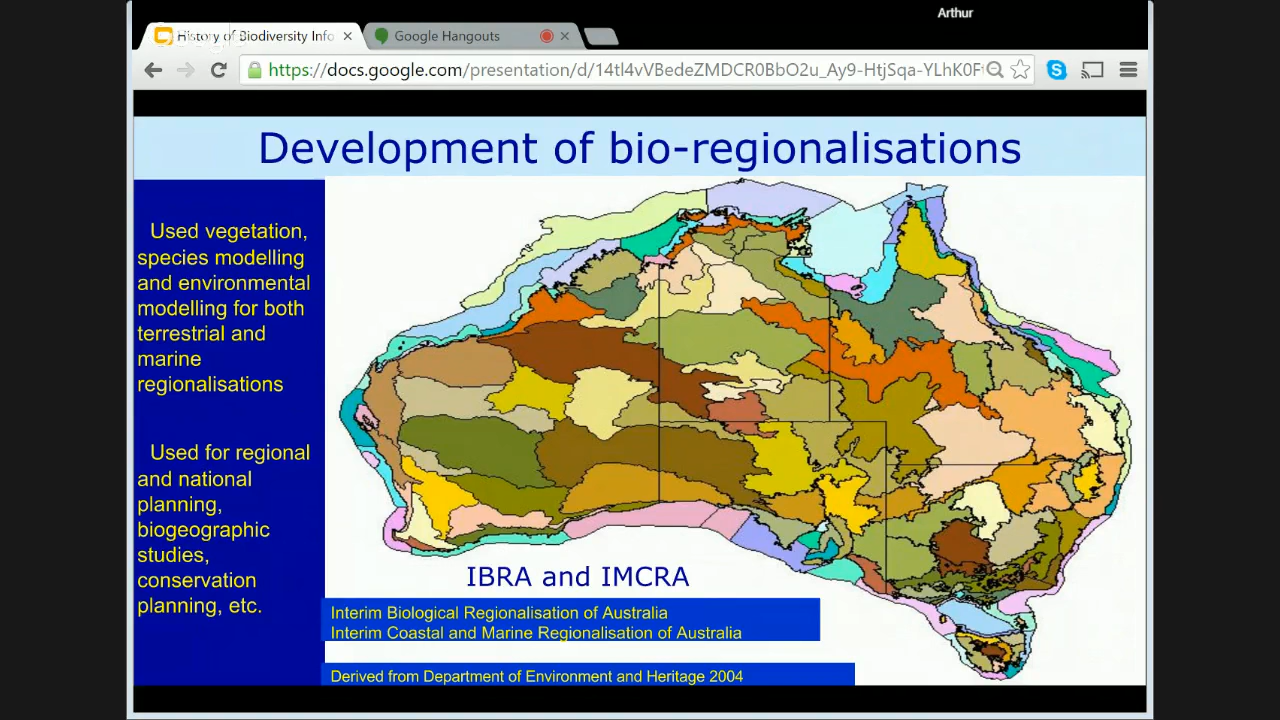 Arthur
History of Biodiversity Info
Google Hangouts
https://docs.google.com/presentation/d/14tl4vVBedeZMDCR0BbO2u_Ay9-HtjSqa-YLhK0F
Development of bio-regionalisations
Used vegetation,
species modelling
and environmental
modelling for both
terrestrial and
marine
regionalisations
Used for regional
and national
planning,
biogeographic
studies,
conservation
planning, etc.
IBRA and IMCRA
Interim Biological Regionalisation of Australia
Interim Coastal and Marine Regionalisation of Australia
Derived from Department of Environment and Heritage 2004